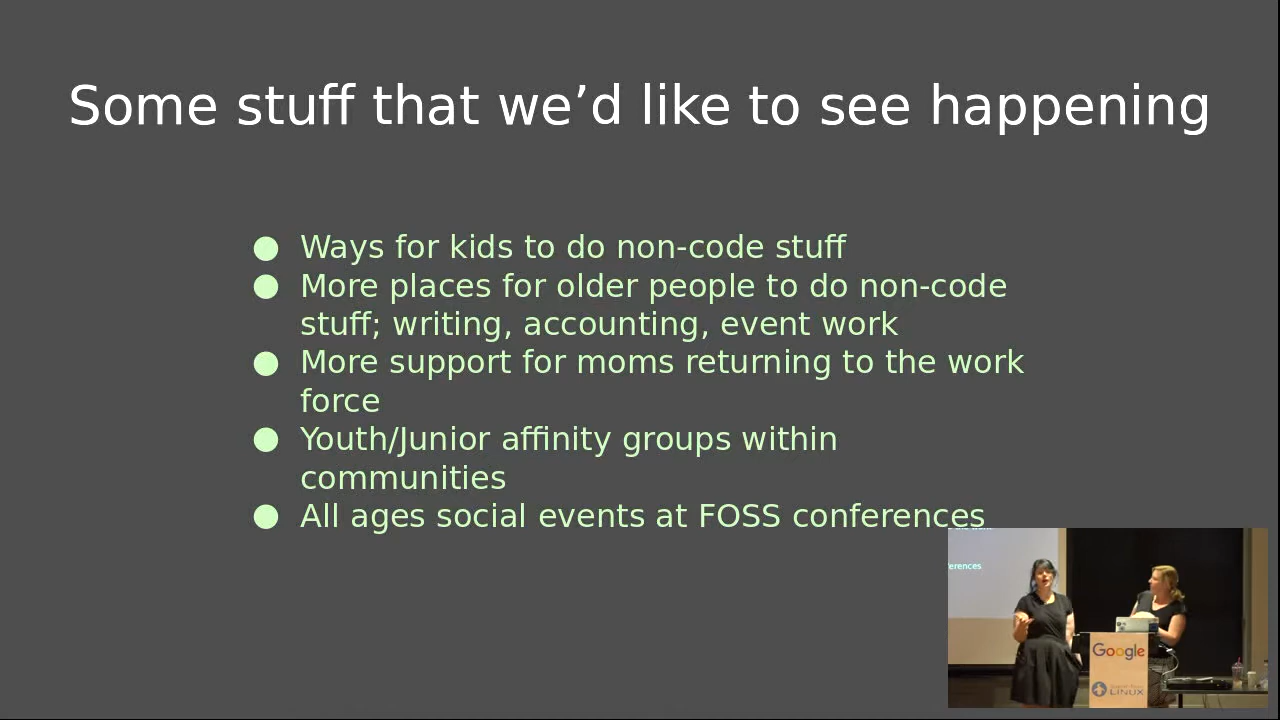 Some stuff that we’d like to see happening
● Ways for kids to do non-code stuff
● More places for older people to do non-code
stuff; writing, accounting, event work
● More support for moms returning to the work
force
● Youth/Junior affinity groups within
communities
● All ages social events at FOSS conferences
erences
Google
LINUX